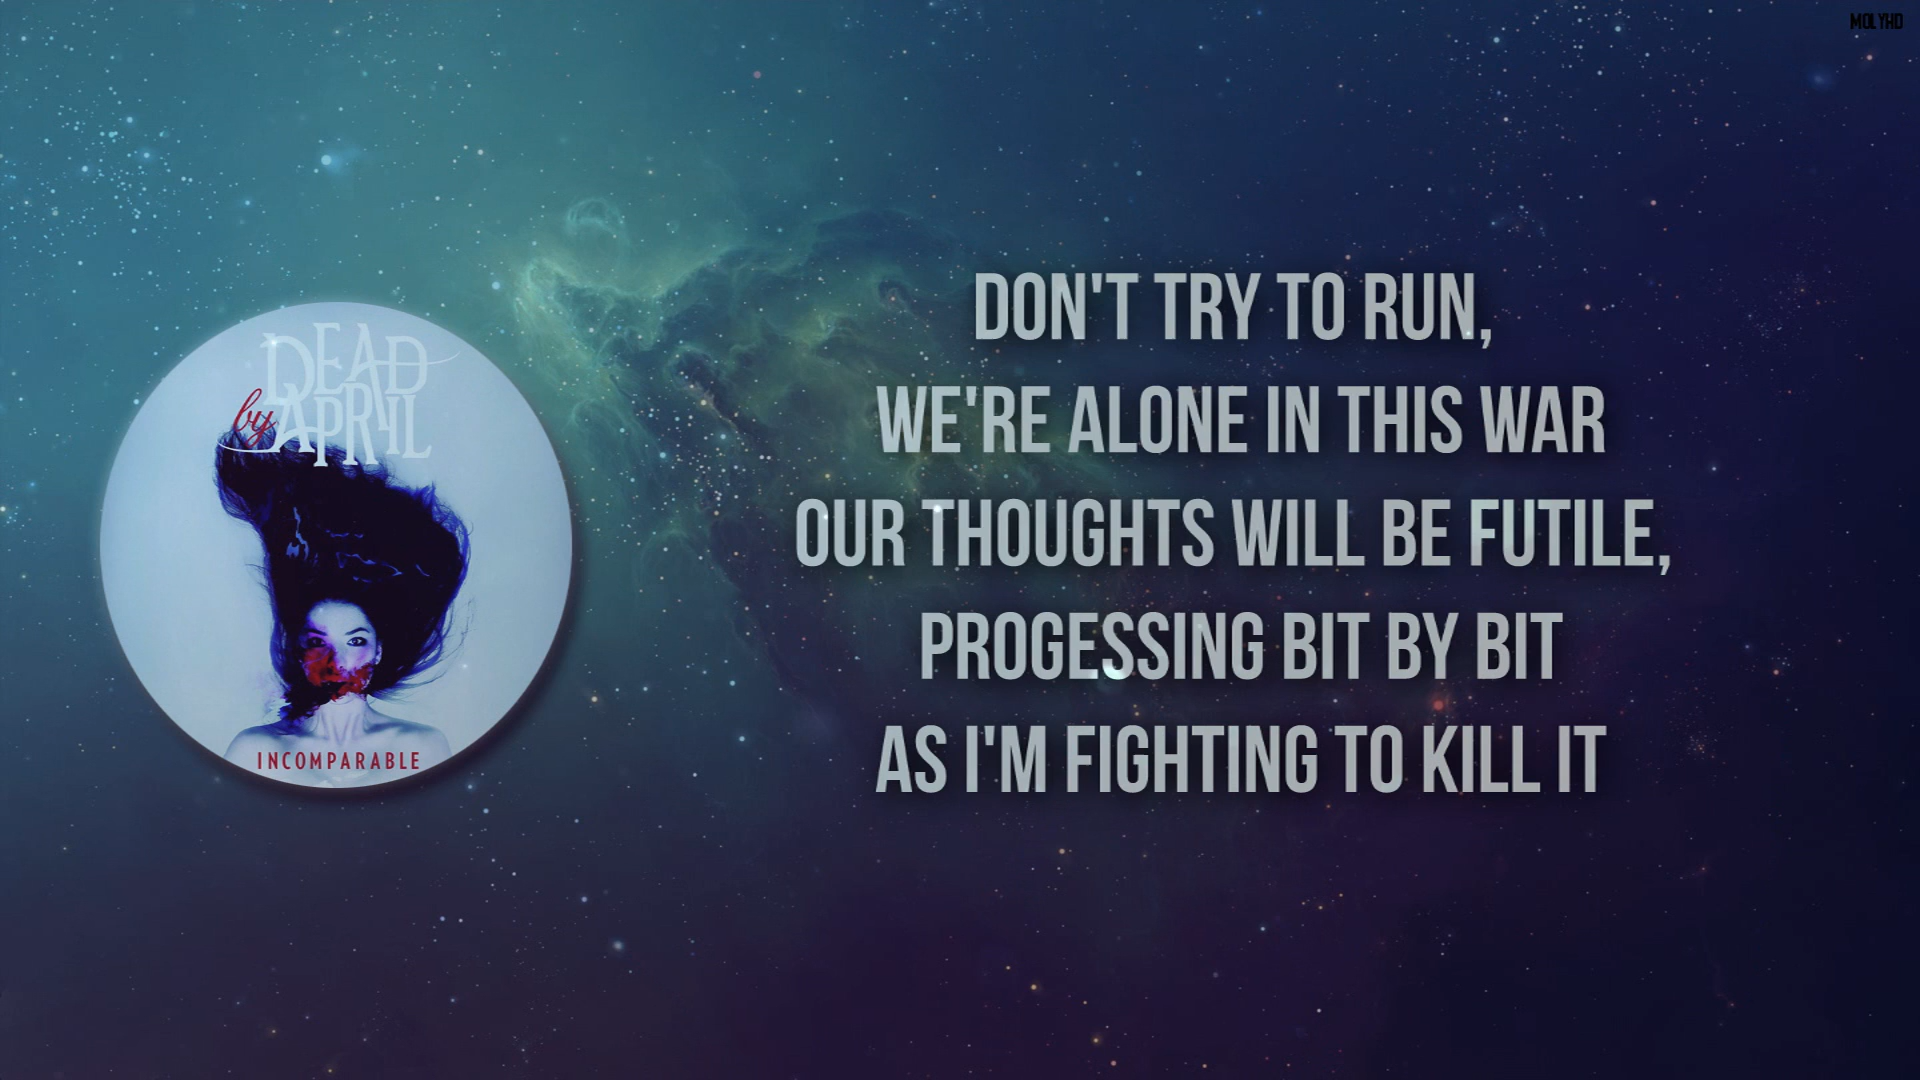 MOLYHD
DEAD
by APRIL
INCOMPARABLE
DON'T TRY TO RUN,
WE'RE ALONE IN THIS WAR
OUR THOUGHTS WILL BE FUTILE,
PROGESSING BIT BY BIT
AS I'M FIGHTING TO KILL IT